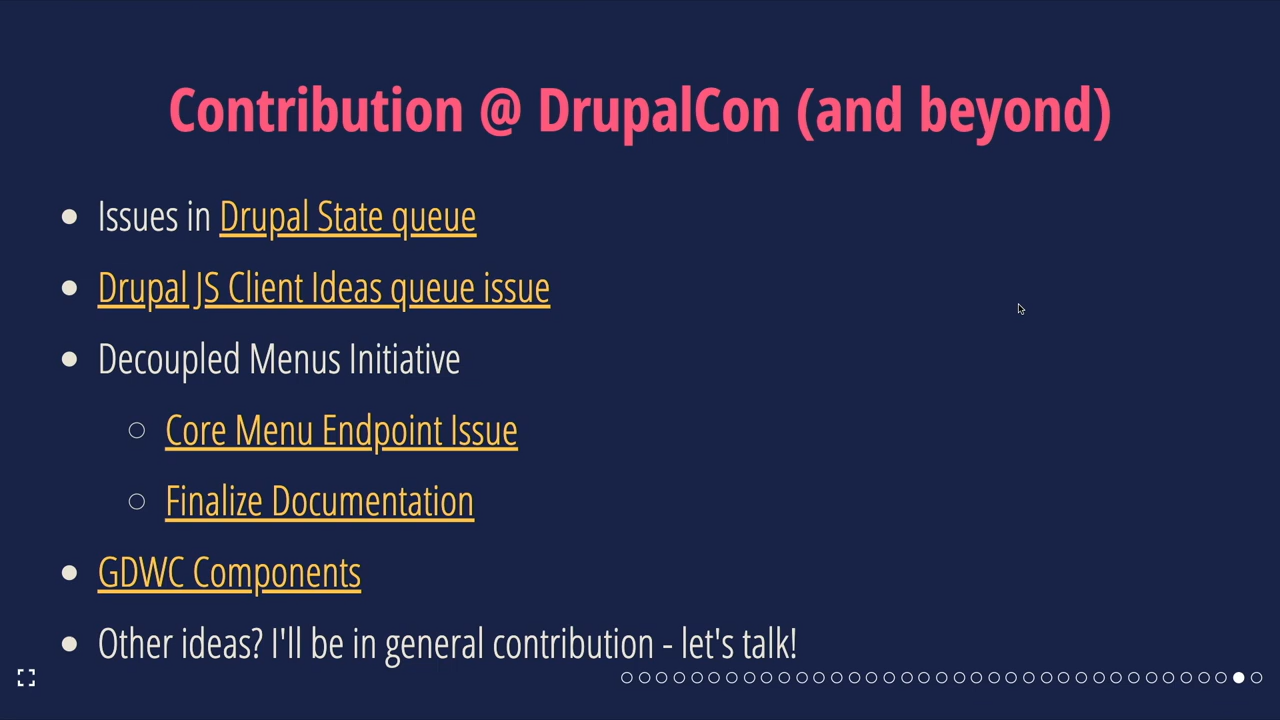 Contribution @ DrupalCon (and beyond)
Issues in Drupal State queue
Drupal JS Client Ideas queue issue
Decoupled Menus Initiative
Core Menu Endpoint Issue
Finalize Documentation
GDWC Components
Other ideas? I'll be in general contribution - let's talk!